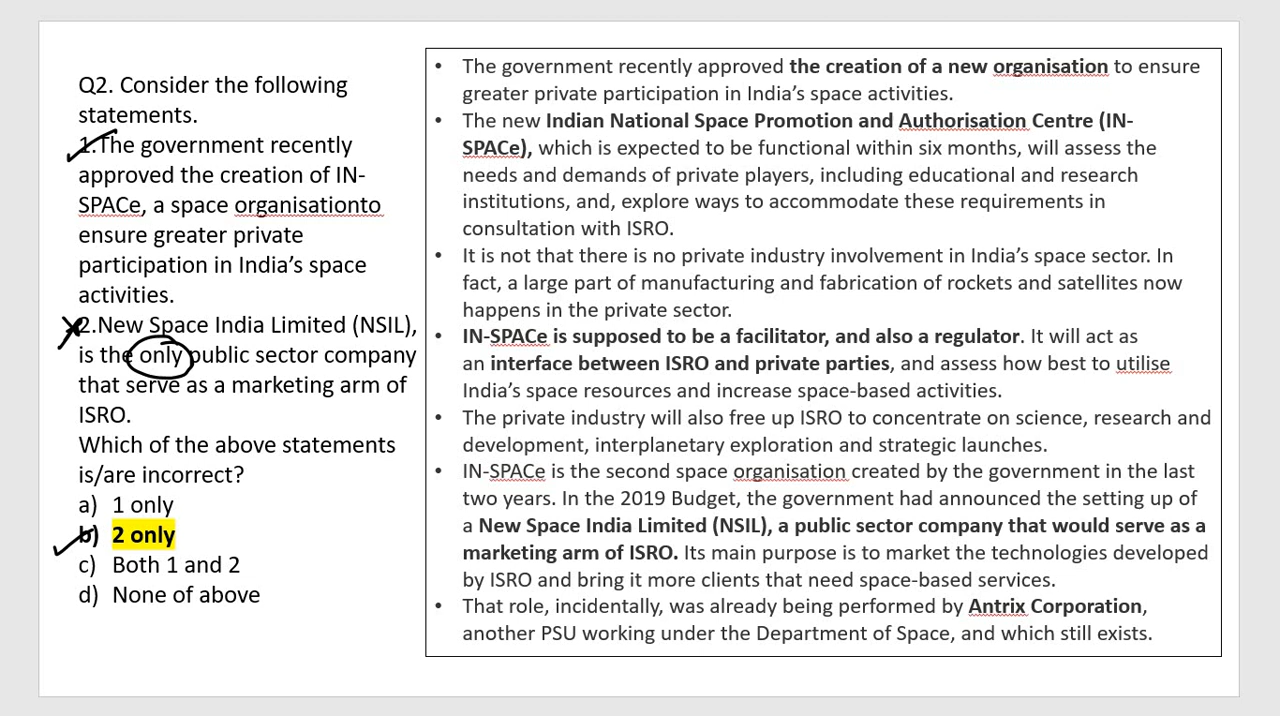 Q2. Consider the following
statements.
1.The government recently
approved the creation of IN-
SPACe, a space organisationto
ensure greater private
participation in India’s space
activities.
2.New Space India Limited (NSIL),
is the only public sector company
that serve as a marketing arm of
ISRO.
Which of the above statements
is/are incorrect?
a) 1 only
b) 2 only
c) Both 1 and 2
d) None of above
• The government recently approved the creation of a new organisation to ensure
greater private participation in India’s space activities.
• The new Indian National Space Promotion and Authorisation Centre (IN-
SPACe), which is expected to be functional within six months, will assess the
needs and demands of private players, including educational and research
institutions, and, explore ways to accommodate these requirements in
consultation with ISRO.
• It is not that there is no private industry involvement in India’s space sector. In
fact, a large part of manufacturing and fabrication of rockets and satellites now
happens in the private sector.
• IN-SPACe is supposed to be a facilitator, and also a regulator. It will act as
an interface between ISRO and private parties, and assess how best to utilise
India’s space resources and increase space-based activities.
• The private industry will also free up ISRO to concentrate on science, research and
development, interplanetary exploration and strategic launches.
• IN-SPACe is the second space organisation created by the government in the last
two years. In the 2019 Budget, the government had announced the setting up of
a New Space India Limited (NSIL), a public sector company that would serve as a
marketing arm of ISRO. Its main purpose is to market the technologies developed
by ISRO and bring it more clients that need space-based services.
• That role, incidentally, was already being performed by Antrix Corporation,
another PSU working under the Department of Space, and which still exists.